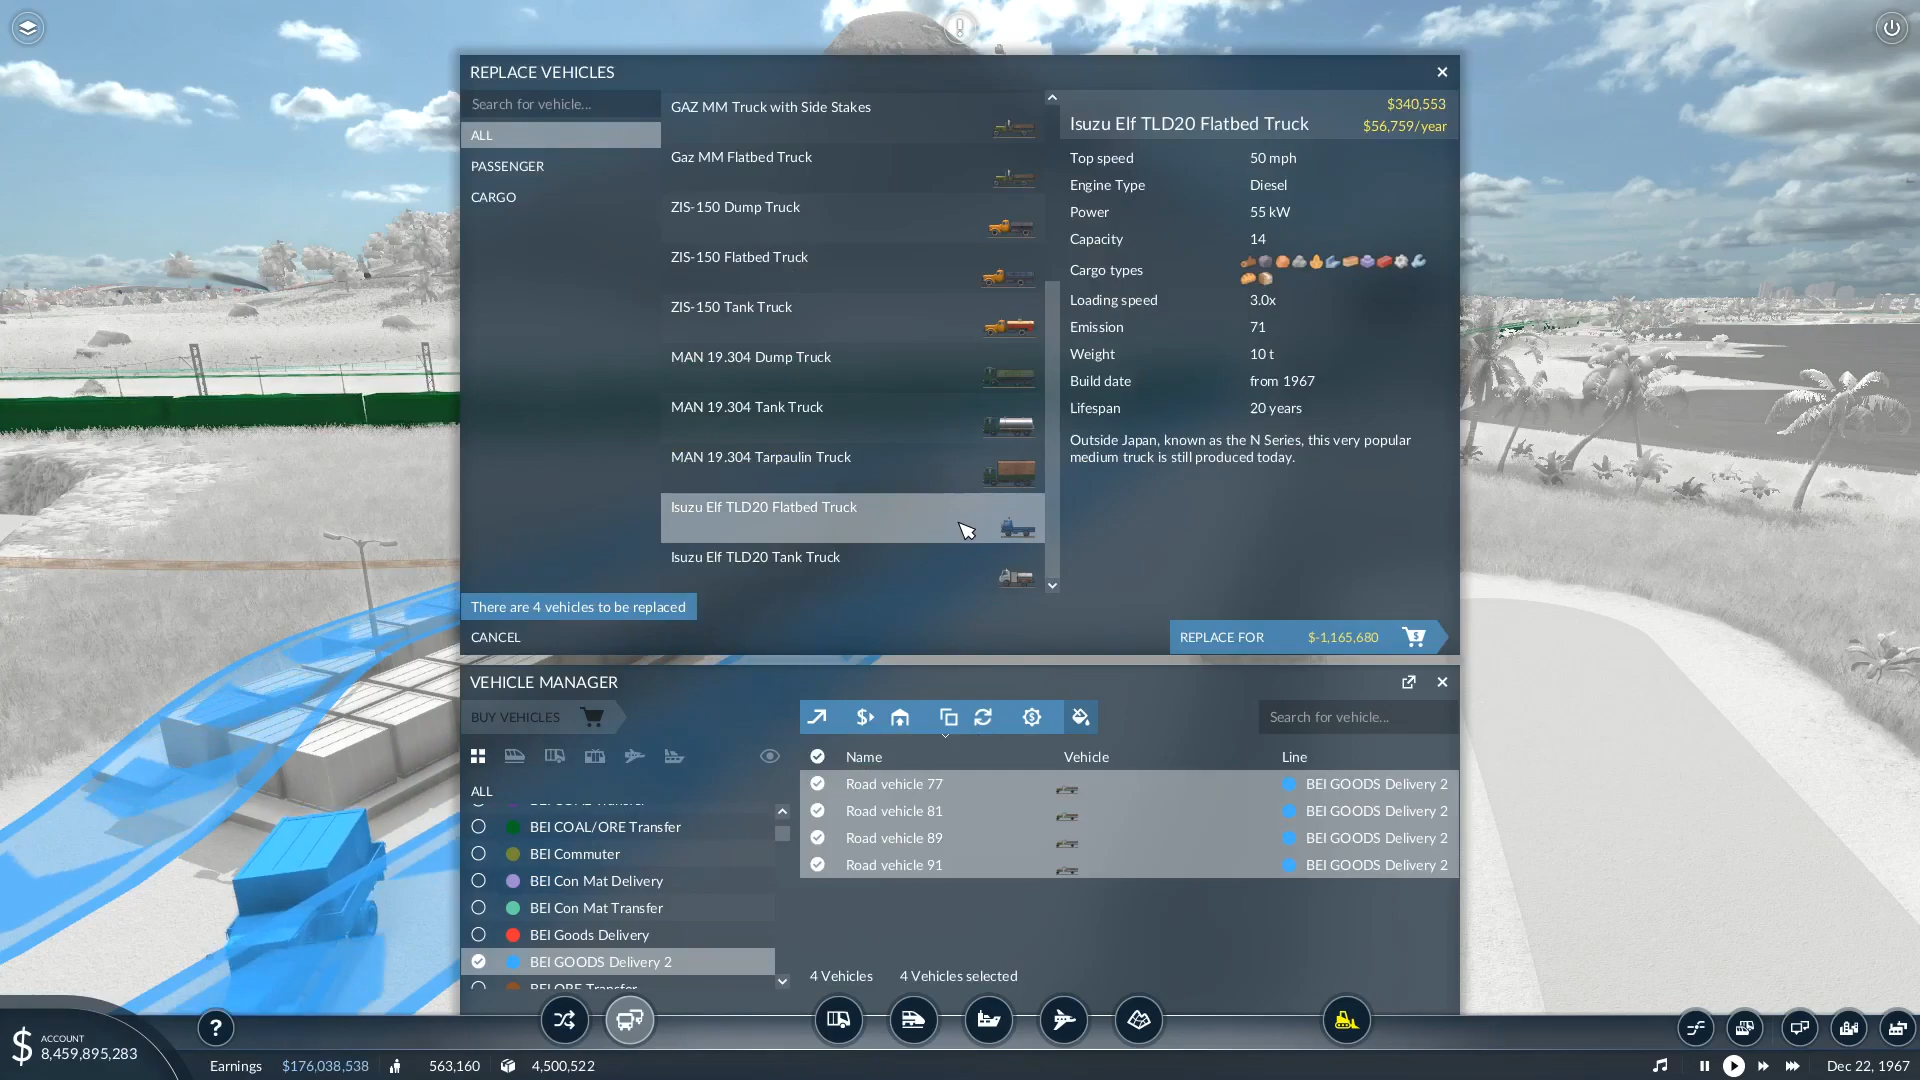 REPLACE VEHICLES
Search for vehicle...
ALL
PASSENGER
CARGO
GAZ MM Truck with Side Stakes
Gaz MM Flatbed Truck
ZIS-150 Dump Truck
ZIS-150 Flatbed Truck
ZIS-150 Tank Truck
MAN 19.304 Dump Truck
MAN 19.304 Tank Truck
MAN 19.304 Tarpaulin Truck
Isuzu Elf TLD20 Flatbed Truck
Isuzu Elf TLD20 Tank Truck
$340,553
Isuzu Elf TLD20 Flatbed Truck
$56,759/year
Top speed 50 mph
Engine Type Diesel
Power 55 kW
Capacity 14
Cargo types
Loading speed 3.0x
Emission 71
Weight 10 t
Build date from 1967
Lifespan 20 years
Outside Japan, known as the N Series, this very popular
medium truck is still produced today.
There are 4 vehicles to be replaced
CANCEL
REPLACE FOR $-1,165,680
VEHICLE MANAGER
BUY VEHICLES
Search for vehicle...
ALL
BEI COAL/ORE Transfer
BEI Commuter
BEI Con Mat Delivery
BEI Con Mat Transfer
BEI Goods Delivery
BEI GOODS Delivery 2
BEI ORE Transfer
Name Vehicle Line
Road vehicle 77 BEI GOODS Delivery 2
Road vehicle 81 BEI GOODS Delivery 2
Road vehicle 89 BEI GOODS Delivery 2
Road vehicle 91 BEI GOODS Delivery 2
4 Vehicles 4 Vehicles selected
$ ACCOUNT
8,459,895,283
?
Earnings $176,038,538 563,160 4,500,522
Dec 22, 1967